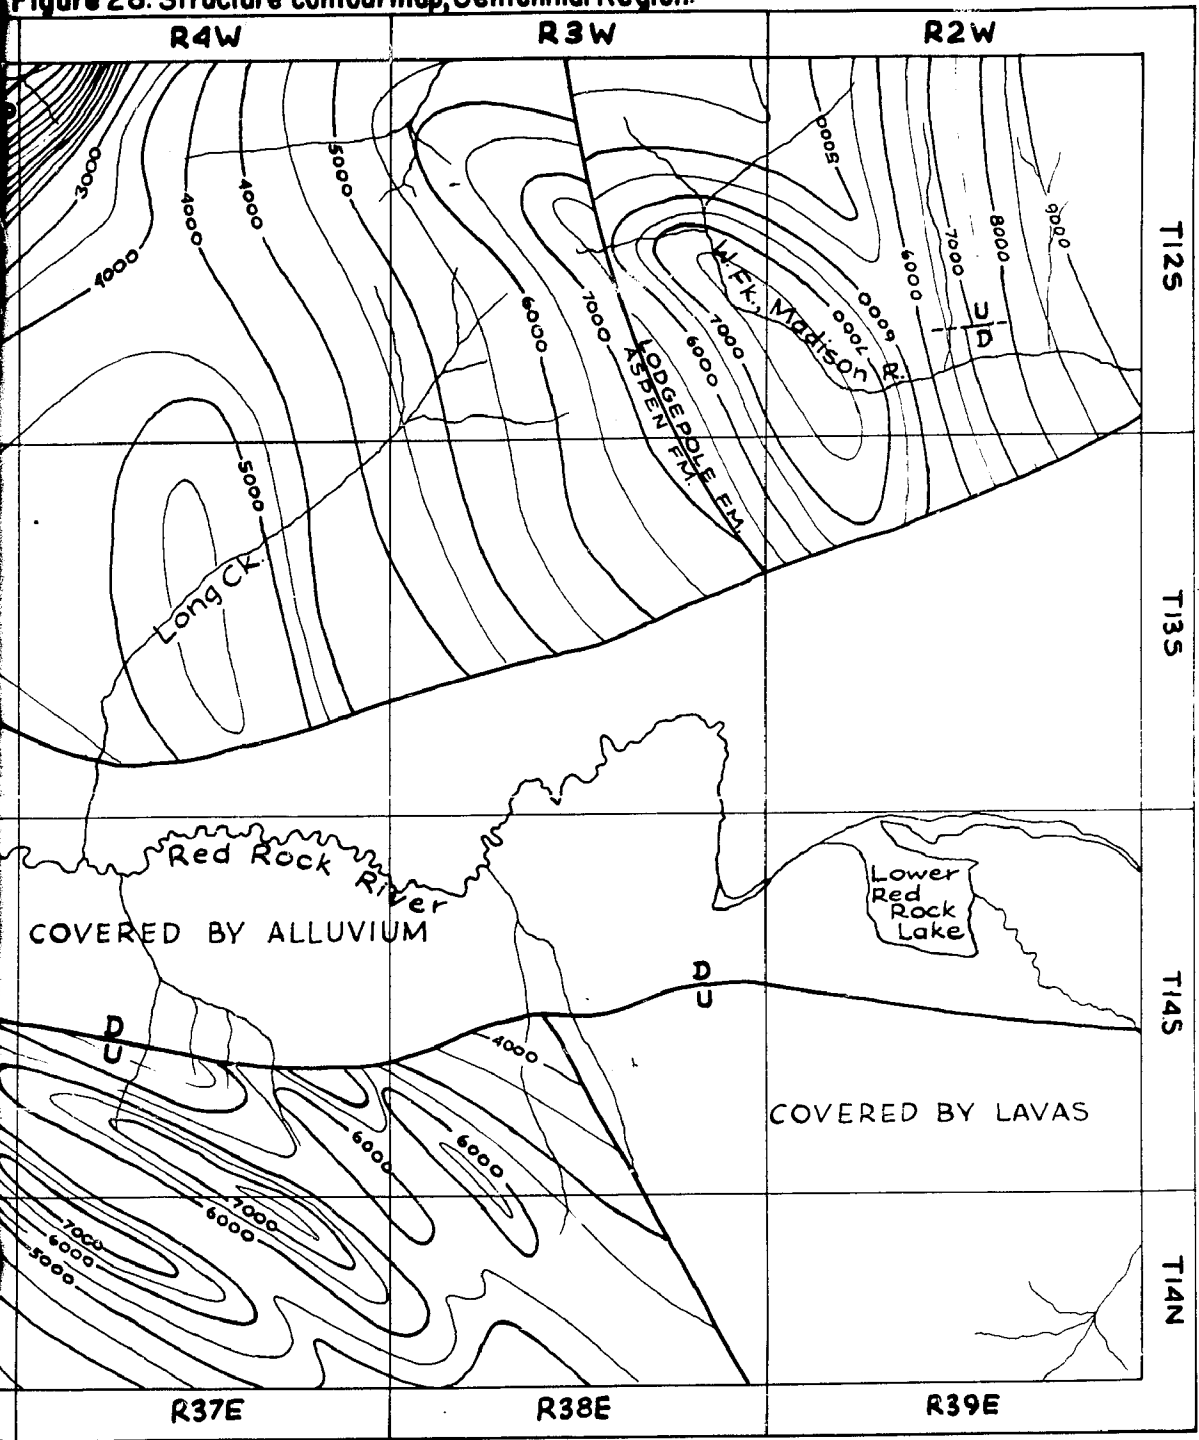 Figure 28. Structure contour map, Centennial Region.
R4W
R3W
R2W
3000
4000
4000
4000
5000
5000
5000
6000
7000
LODGEPOLE FM.
ASPEN FM.
6000
7000
W. Fk. Madison R.
7000
6000
6000
7000
8000
9000
U
D
T12S
Long Ck.
T13S
Red Rock River
COVERED BY ALLUVIUM
Lower
Red
Rock
Lake
D
U
D
U
T14S
4000
COVERED BY LAVAS
6000
6000
7000
6000
7000
6000
5000
T14N
R37E
R38E
R39E